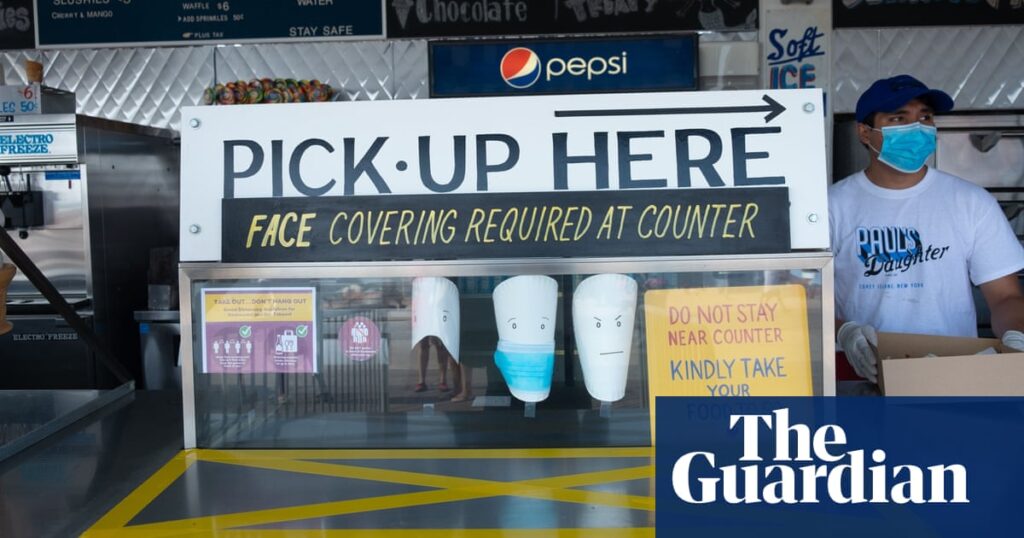 SLUSHIES
CHERRY & MANGO
WAFFLE $6
ADD SPRINKLES 50¢
PLUS TAX
WATER
STAY SAFE
Chocolate
pepsi
Soft
ICE
ELECTRO
FREEZE
PICK-UP HERE
FACE COVERING REQUIRED AT COUNTER
PAUL'S
Daughter
CONEY ISLAND, NEW YORK
TAKE OUT... DON'T HANG OUT
DO NOT STAY
NEAR COUNTER
KINDLY TAKE
YOUR
ELECTRO FREEZE
The
Guardian